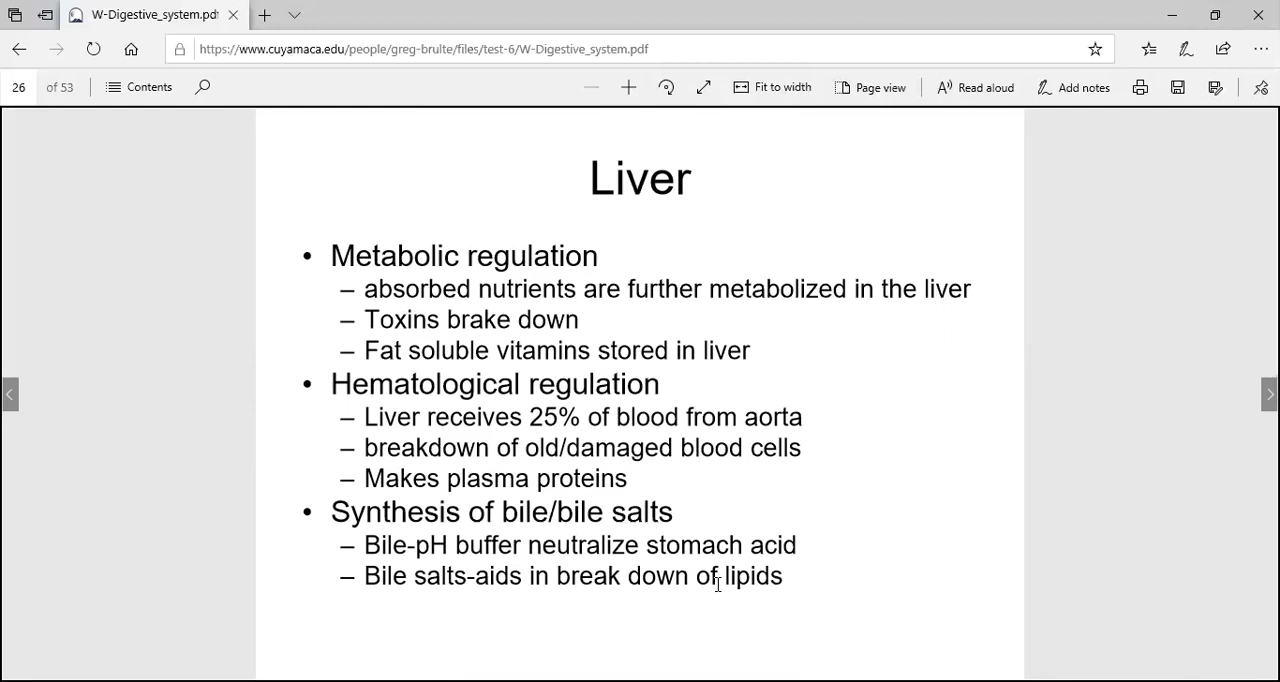 W-Digestive_system.pdf
https://www.cuyamaca.edu/people/greg-brulte/files/test-6/W-Digestive_system.pdf
26 of 53 Contents Fit to width Page view Read aloud Add notes
Liver
• Metabolic regulation
– absorbed nutrients are further metabolized in the liver
– Toxins brake down
– Fat soluble vitamins stored in liver
• Hematological regulation
– Liver receives 25% of blood from aorta
– breakdown of old/damaged blood cells
– Makes plasma proteins
• Synthesis of bile/bile salts
– Bile-pH buffer neutralize stomach acid
– Bile salts-aids in break down of lipids